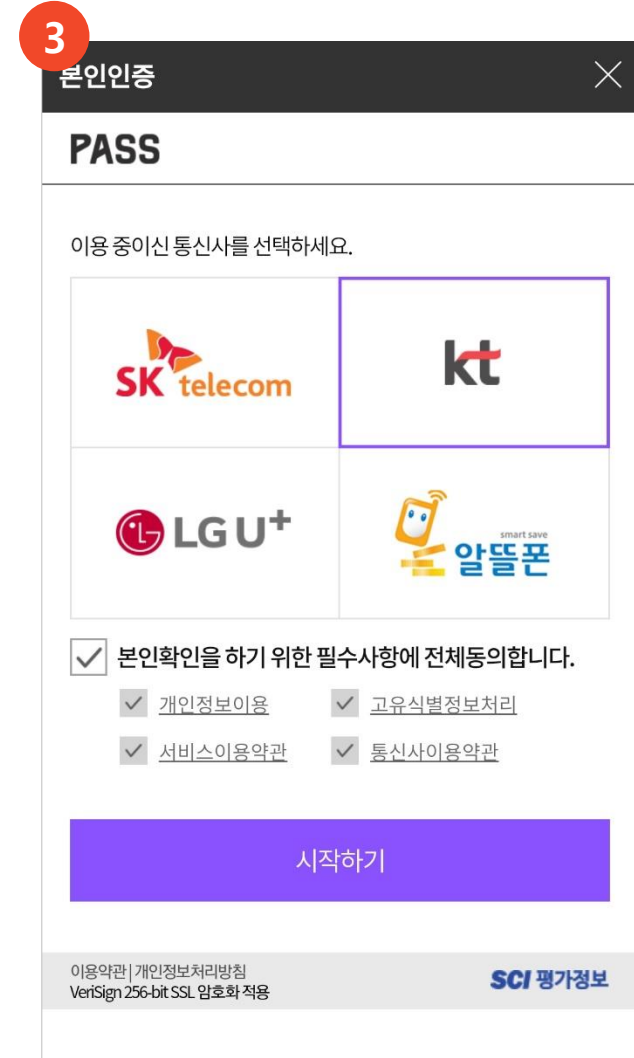 3
본인인증
PASS
이용 중이신 통신사를 선택하세요.
SK telecom
kt
LG U+
smart save
알뜰폰
본인확인을 하기 위한 필수사항에 전체동의합니다.
개인정보이용 고유식별정보처리
서비스이용약관 통신사이용약관
시작하기
이용약관 | 개인정보처리방침
VeriSign 256-bit SSL 암호화 적용
SCI 평가정보